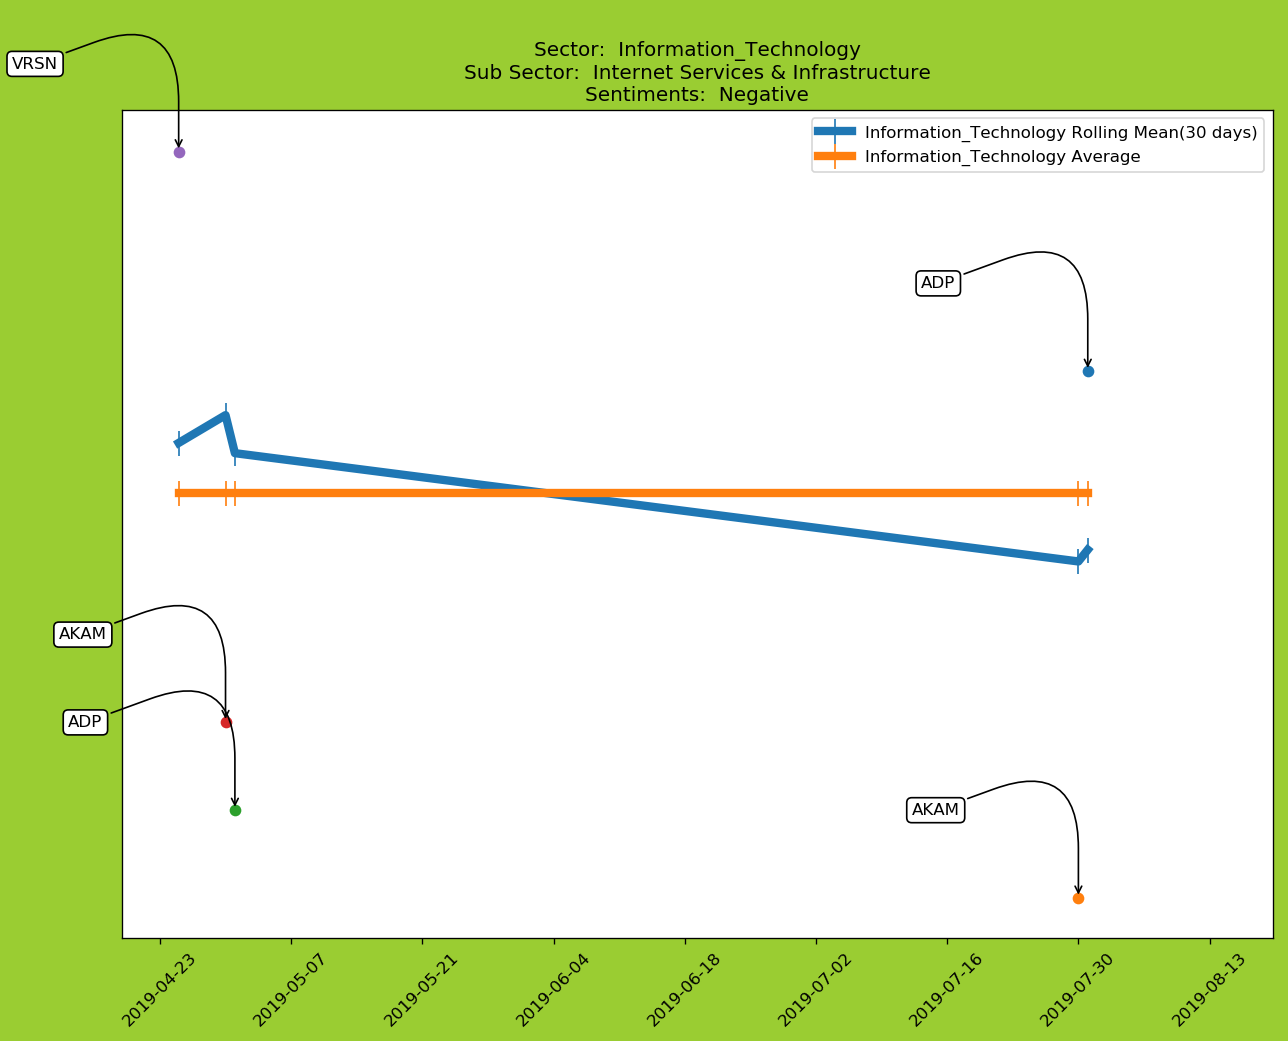 VRSN
Sector:  Information_Technology
Sub Sector:  Internet Services & Infrastructure
Sentiments:  Negative
Information_Technology Rolling Mean(30 days)
Information_Technology Average
ADP
AKAM
ADP
AKAM
2019-04-23
2019-05-07
2019-05-21
2019-06-04
2019-06-18
2019-07-02
2019-07-16
2019-07-30
2019-08-13